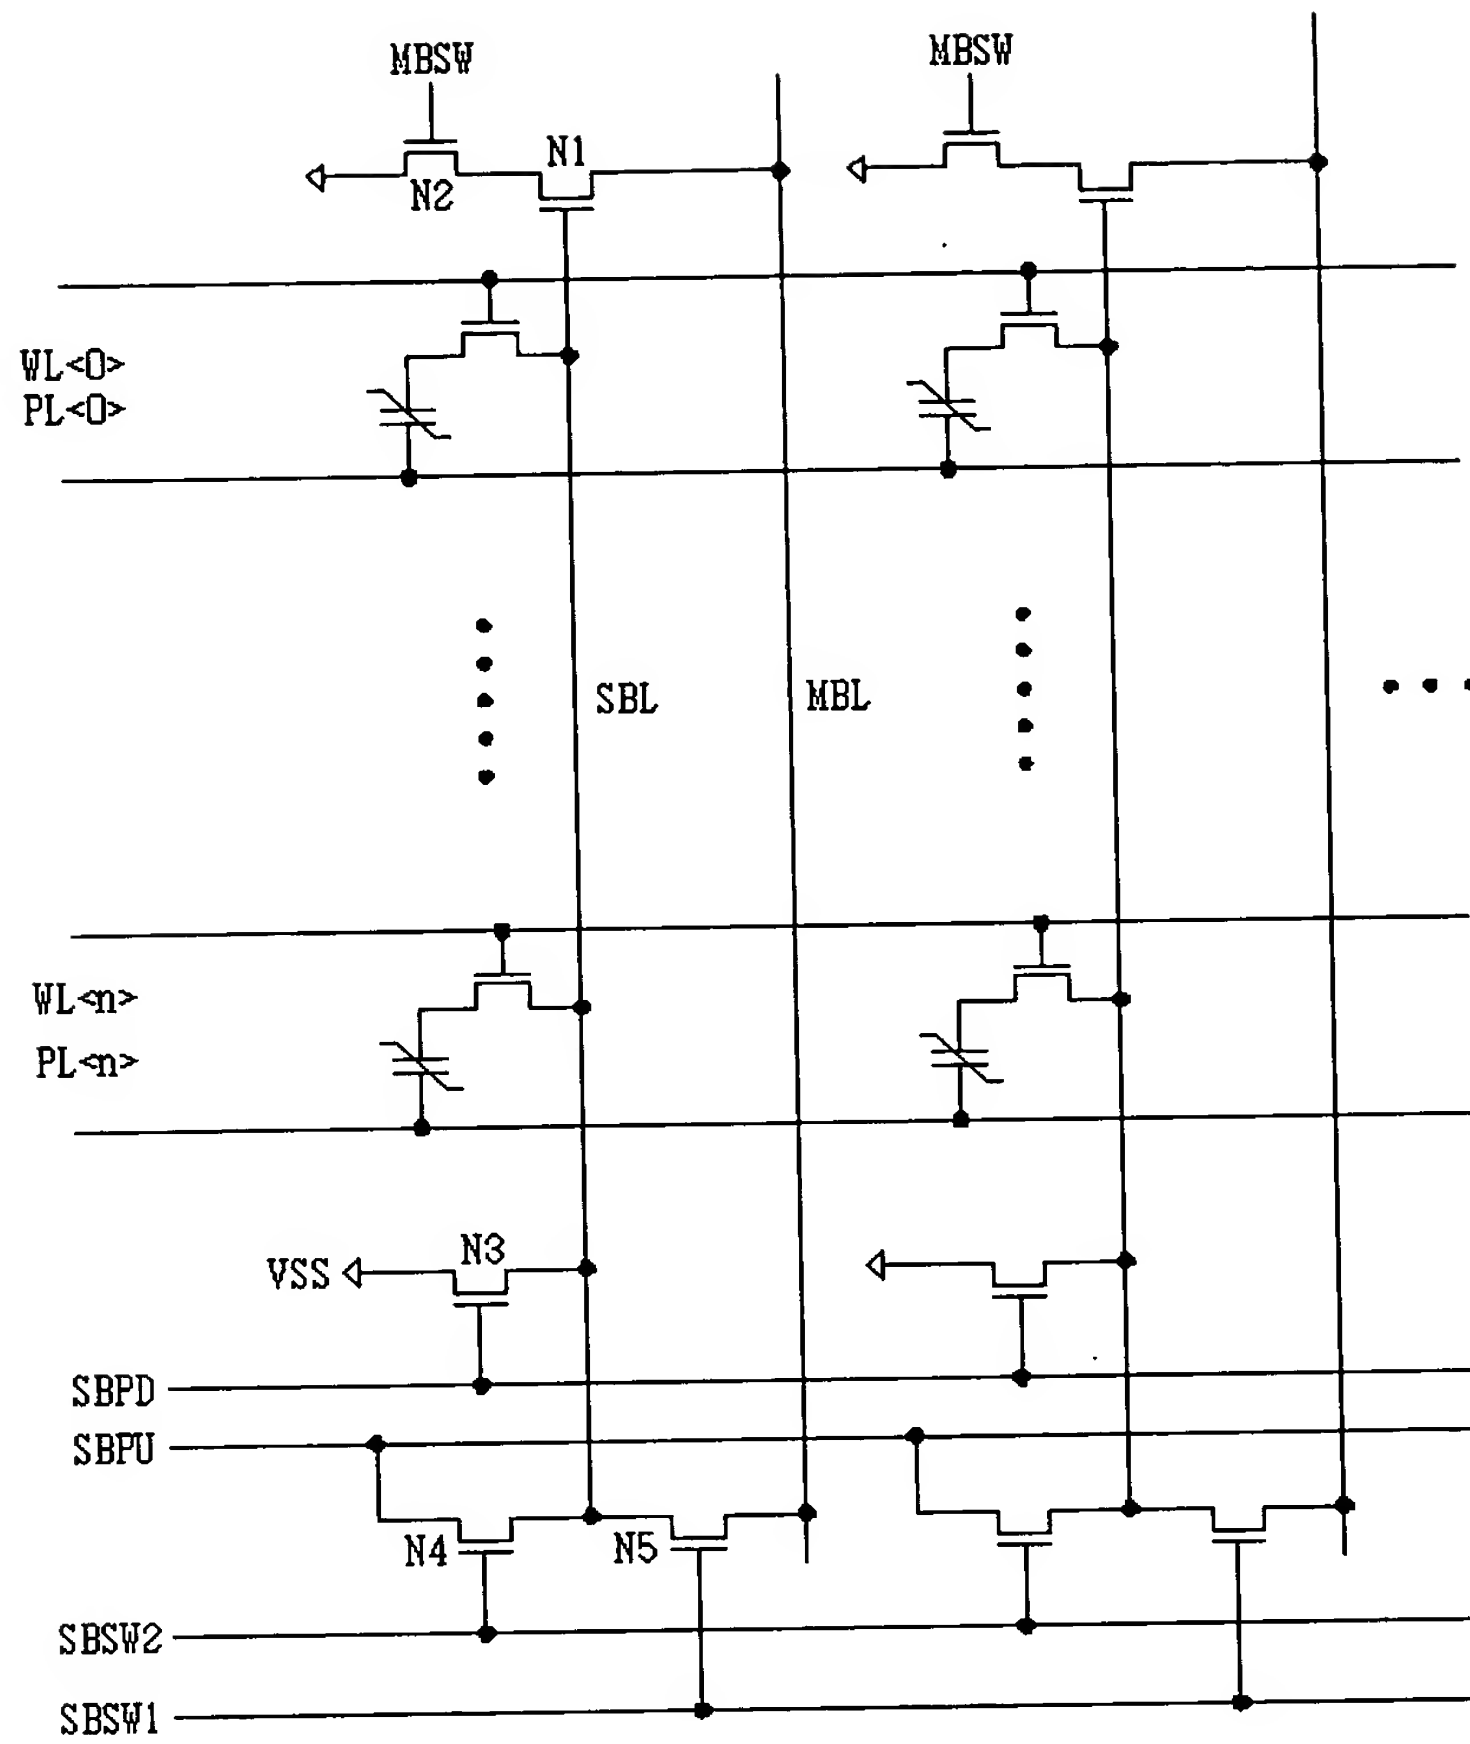 MBSW
MBSW
N1
N2
WL<0>
PL<0>
SBL
MBL
WL<n>
PL<n>
N3
VSS
SBPD
SBPU
N4
N5
SBSW2
SBSW1